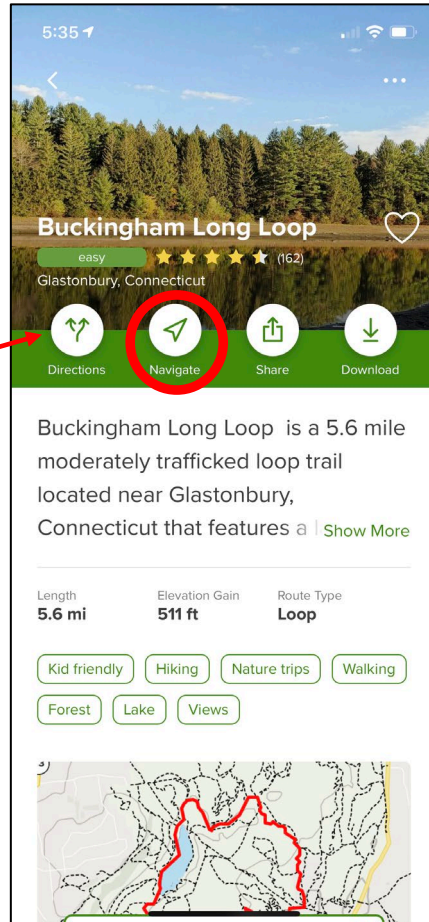 5:35
Buckingham Long Loop
easy (162)
Glastonbury, Connecticut
Directions Navigate Share Download
Buckingham Long Loop is a 5.6 mile
moderately trafficked loop trail
located near Glastonbury,
Connecticut that features a Show More
Length Elevation Gain Route Type
5.6 mi 511 ft Loop
Kid friendly Hiking Nature trips Walking
Forest Lake Views